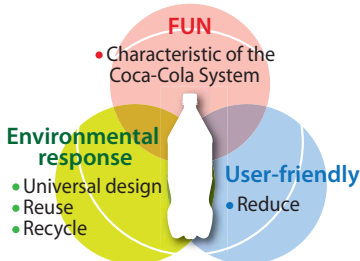 FUN
• Characteristic of the
Coca-Cola System
Environmental
response
• Universal design
• Reuse
• Recycle
User-friendly
• Reduce